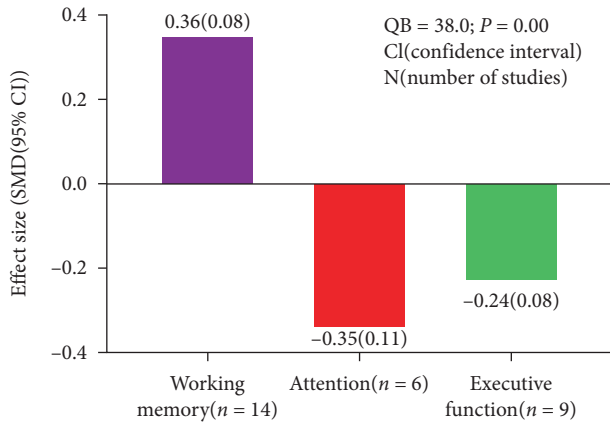 Effect size (SMD(95% CI))
0.4
0.2
0.0
−0.2
−0.4
0.36(0.08)
−0.35(0.11)
−0.24(0.08)
QB = 38.0; P = 0.00
Cl(confidence interval)
N(number of studies)
Working
memory(n = 14)
Attention(n = 6)
Executive
function(n = 9)